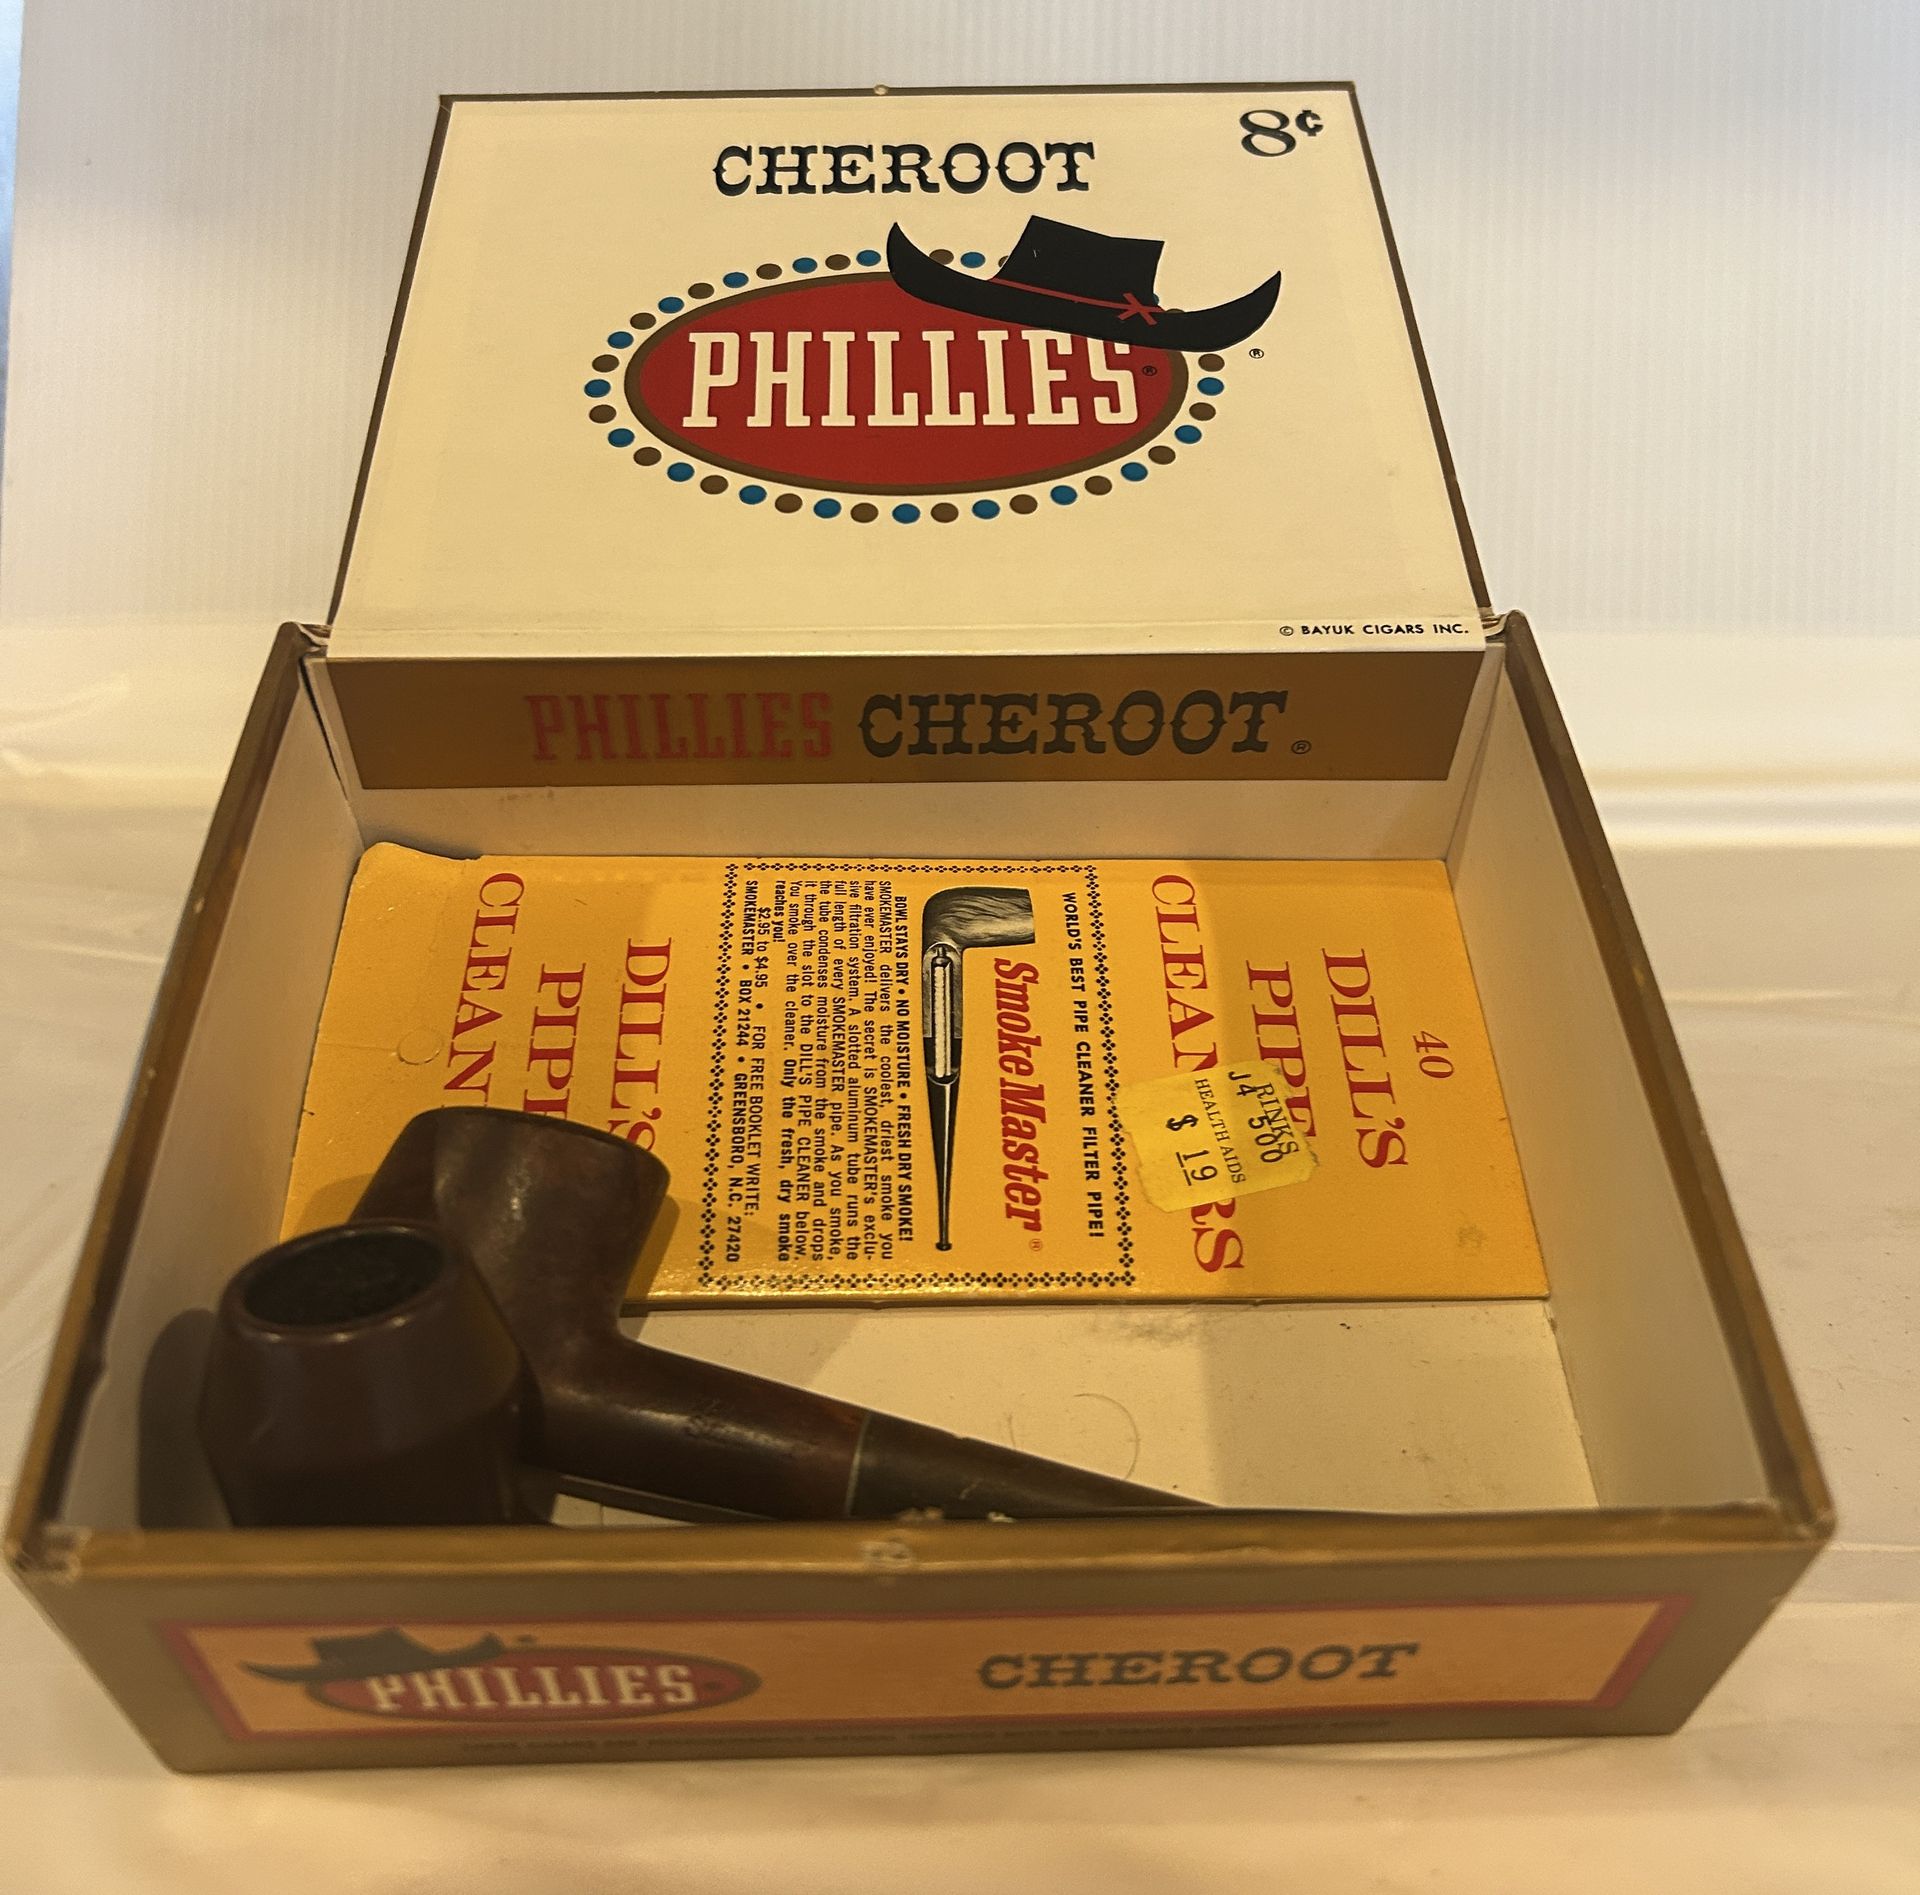 CHEROOT
8¢
PHILLIES®
®
© BAYUK CIGARS INC.
PHILLIES CHEROOT®
40
DILL'S
PIPE
CLEANERS
RINKS
J4 500
HEALTH AIDS
$ 19
WORLD'S BEST PIPE CLEANER FILTER PIPE!
SmokeMaster®
BOWL STAYS DRY • NO MOISTURE • FRESH DRY SMOKE!
SMOKEMASTER delivers the coolest, driest smoke you
have ever enjoyed! The secret is SMOKEMASTER'S exclu-
sive filtration system. A slotted aluminum tube runs the
full length of every SMOKEMASTER pipe. As you smoke,
the tube condenses moisture from the smoke and drops
it through the slot to the DILL'S PIPE CLEANER below.
You smoke over the cleaner. Only the fresh, dry smoke
reaches you!
$2.95 to $4.95 • FOR FREE BOOKLET WRITE:
SMOKEMASTER • BOX 21244 • GREENSBORO, N.C. 27420
DILL'S
PIPE
CLEAN
PHILLIES
CHEROOT